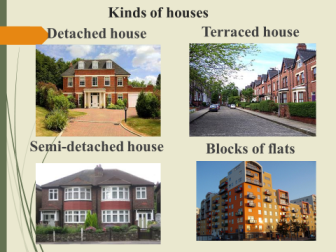 Kinds of houses
Detached house
Terraced house
Semi-detached house
Blocks of flats